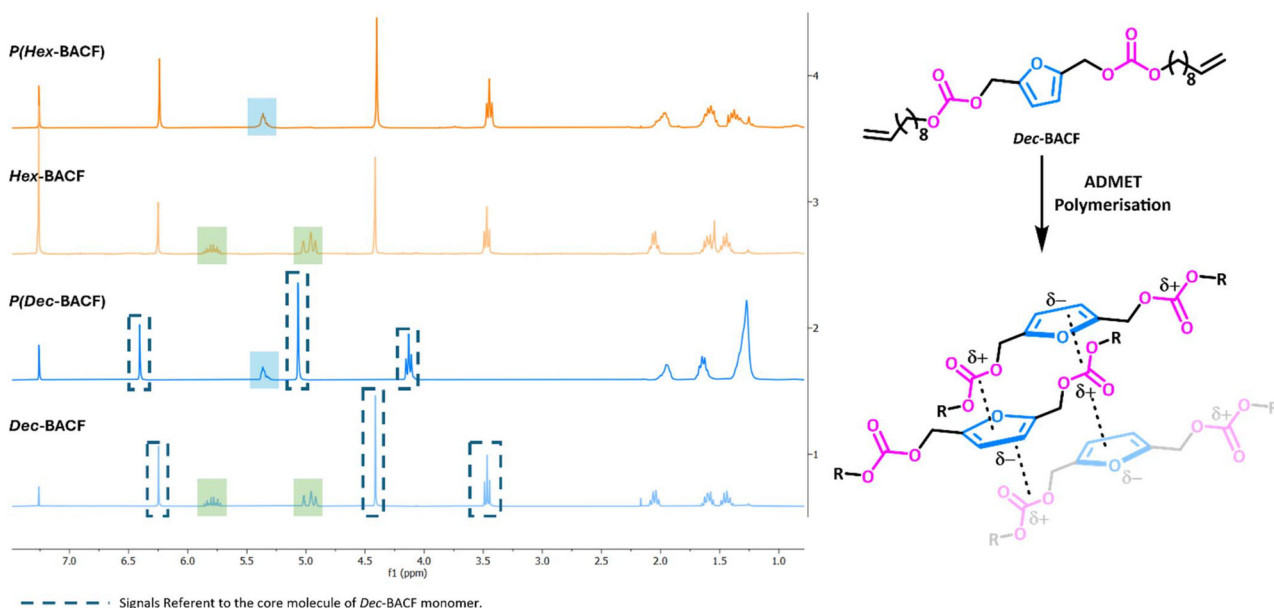 P(Hex-BACF)
4
Hex-BACF
3
P(Dec-BACF)
2
Dec-BACF
1
7.0 6.5 6.0 5.5 5.0 4.5 4.0 3.5 3.0 2.5 2.0 1.5 1.0
f1 (ppm)
Signals Referent to the core molecule of Dec-BACF monomer.
O O O O O O O
8
8
Dec-BACF
ADMET
Polymerisation
δ+ O R
δ− O O
O O R
δ+ O O
O O O
R O O δ+
R
O O δ+ O
O O O
R δ− O δ−
O O
R O δ+